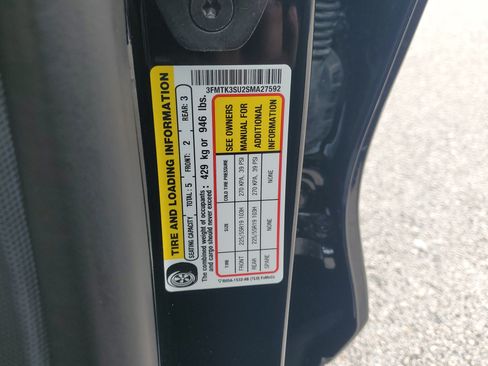 3FMTK3SU2SMA27592
TIRE AND LOADING INFORMATION
SEATING CAPACITY TOTAL: 5 FRONT: 2 REAR: 3
The combined weight of occupants
and cargo should never exceed : 429 kg or 946 lbs.
TIRE SIZE COLD TIRE PRESSURE
FRONT 225/55R19 103H 270 KPA, 39 PSI
REAR 225/55R19 103H 270 KPA, 39 PSI
SPARE NONE NONE
SEE OWNERS
MANUAL FOR
ADDITIONAL
INFORMATION